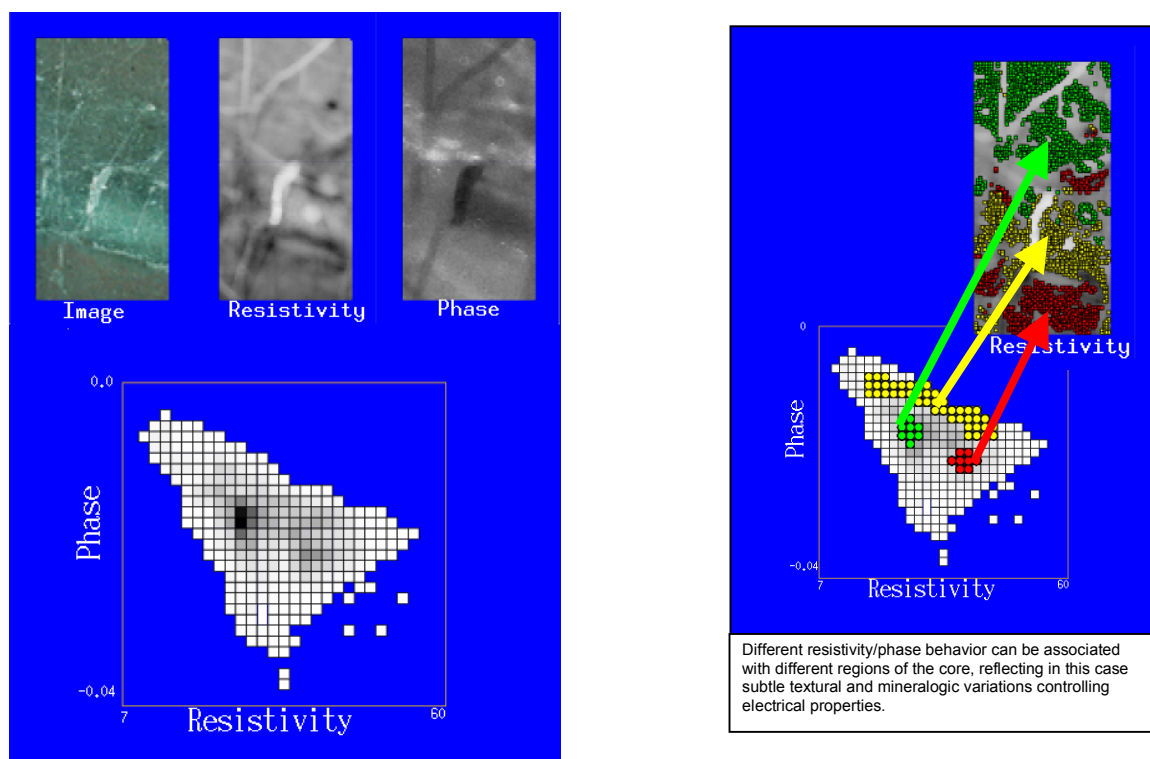 Image
Resistivity
Phase
0.0
Phase
-0.04
7
Resistivity
60
Resistivity
0
Phase
-0.04
7
Resistivity
60
Different resistivity/phase behavior can be associated
with different regions of the core, reflecting in this case
subtle textural and mineralogic variations controlling
electrical properties.